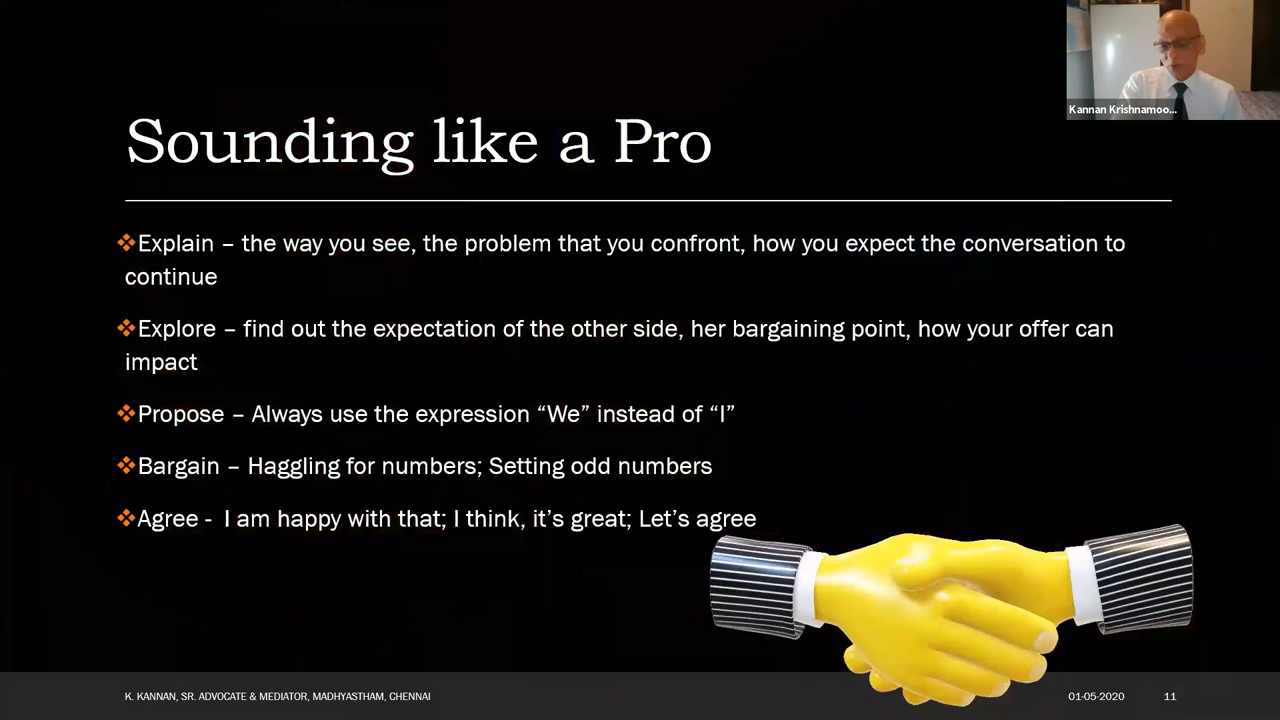 Kannan Krishnamoo...
Sounding like a Pro
❖Explain – the way you see, the problem that you confront, how you expect the conversation to
continue
❖Explore – find out the expectation of the other side, her bargaining point, how your offer can
impact
❖Propose – Always use the expression “We” instead of “I”
❖Bargain – Haggling for numbers; Setting odd numbers
❖Agree - I am happy with that; I think, it’s great; Let’s agree
K. KANNAN, SR. ADVOCATE & MEDIATOR, MADHYASTHAM, CHENNAI
01-05-2020
11